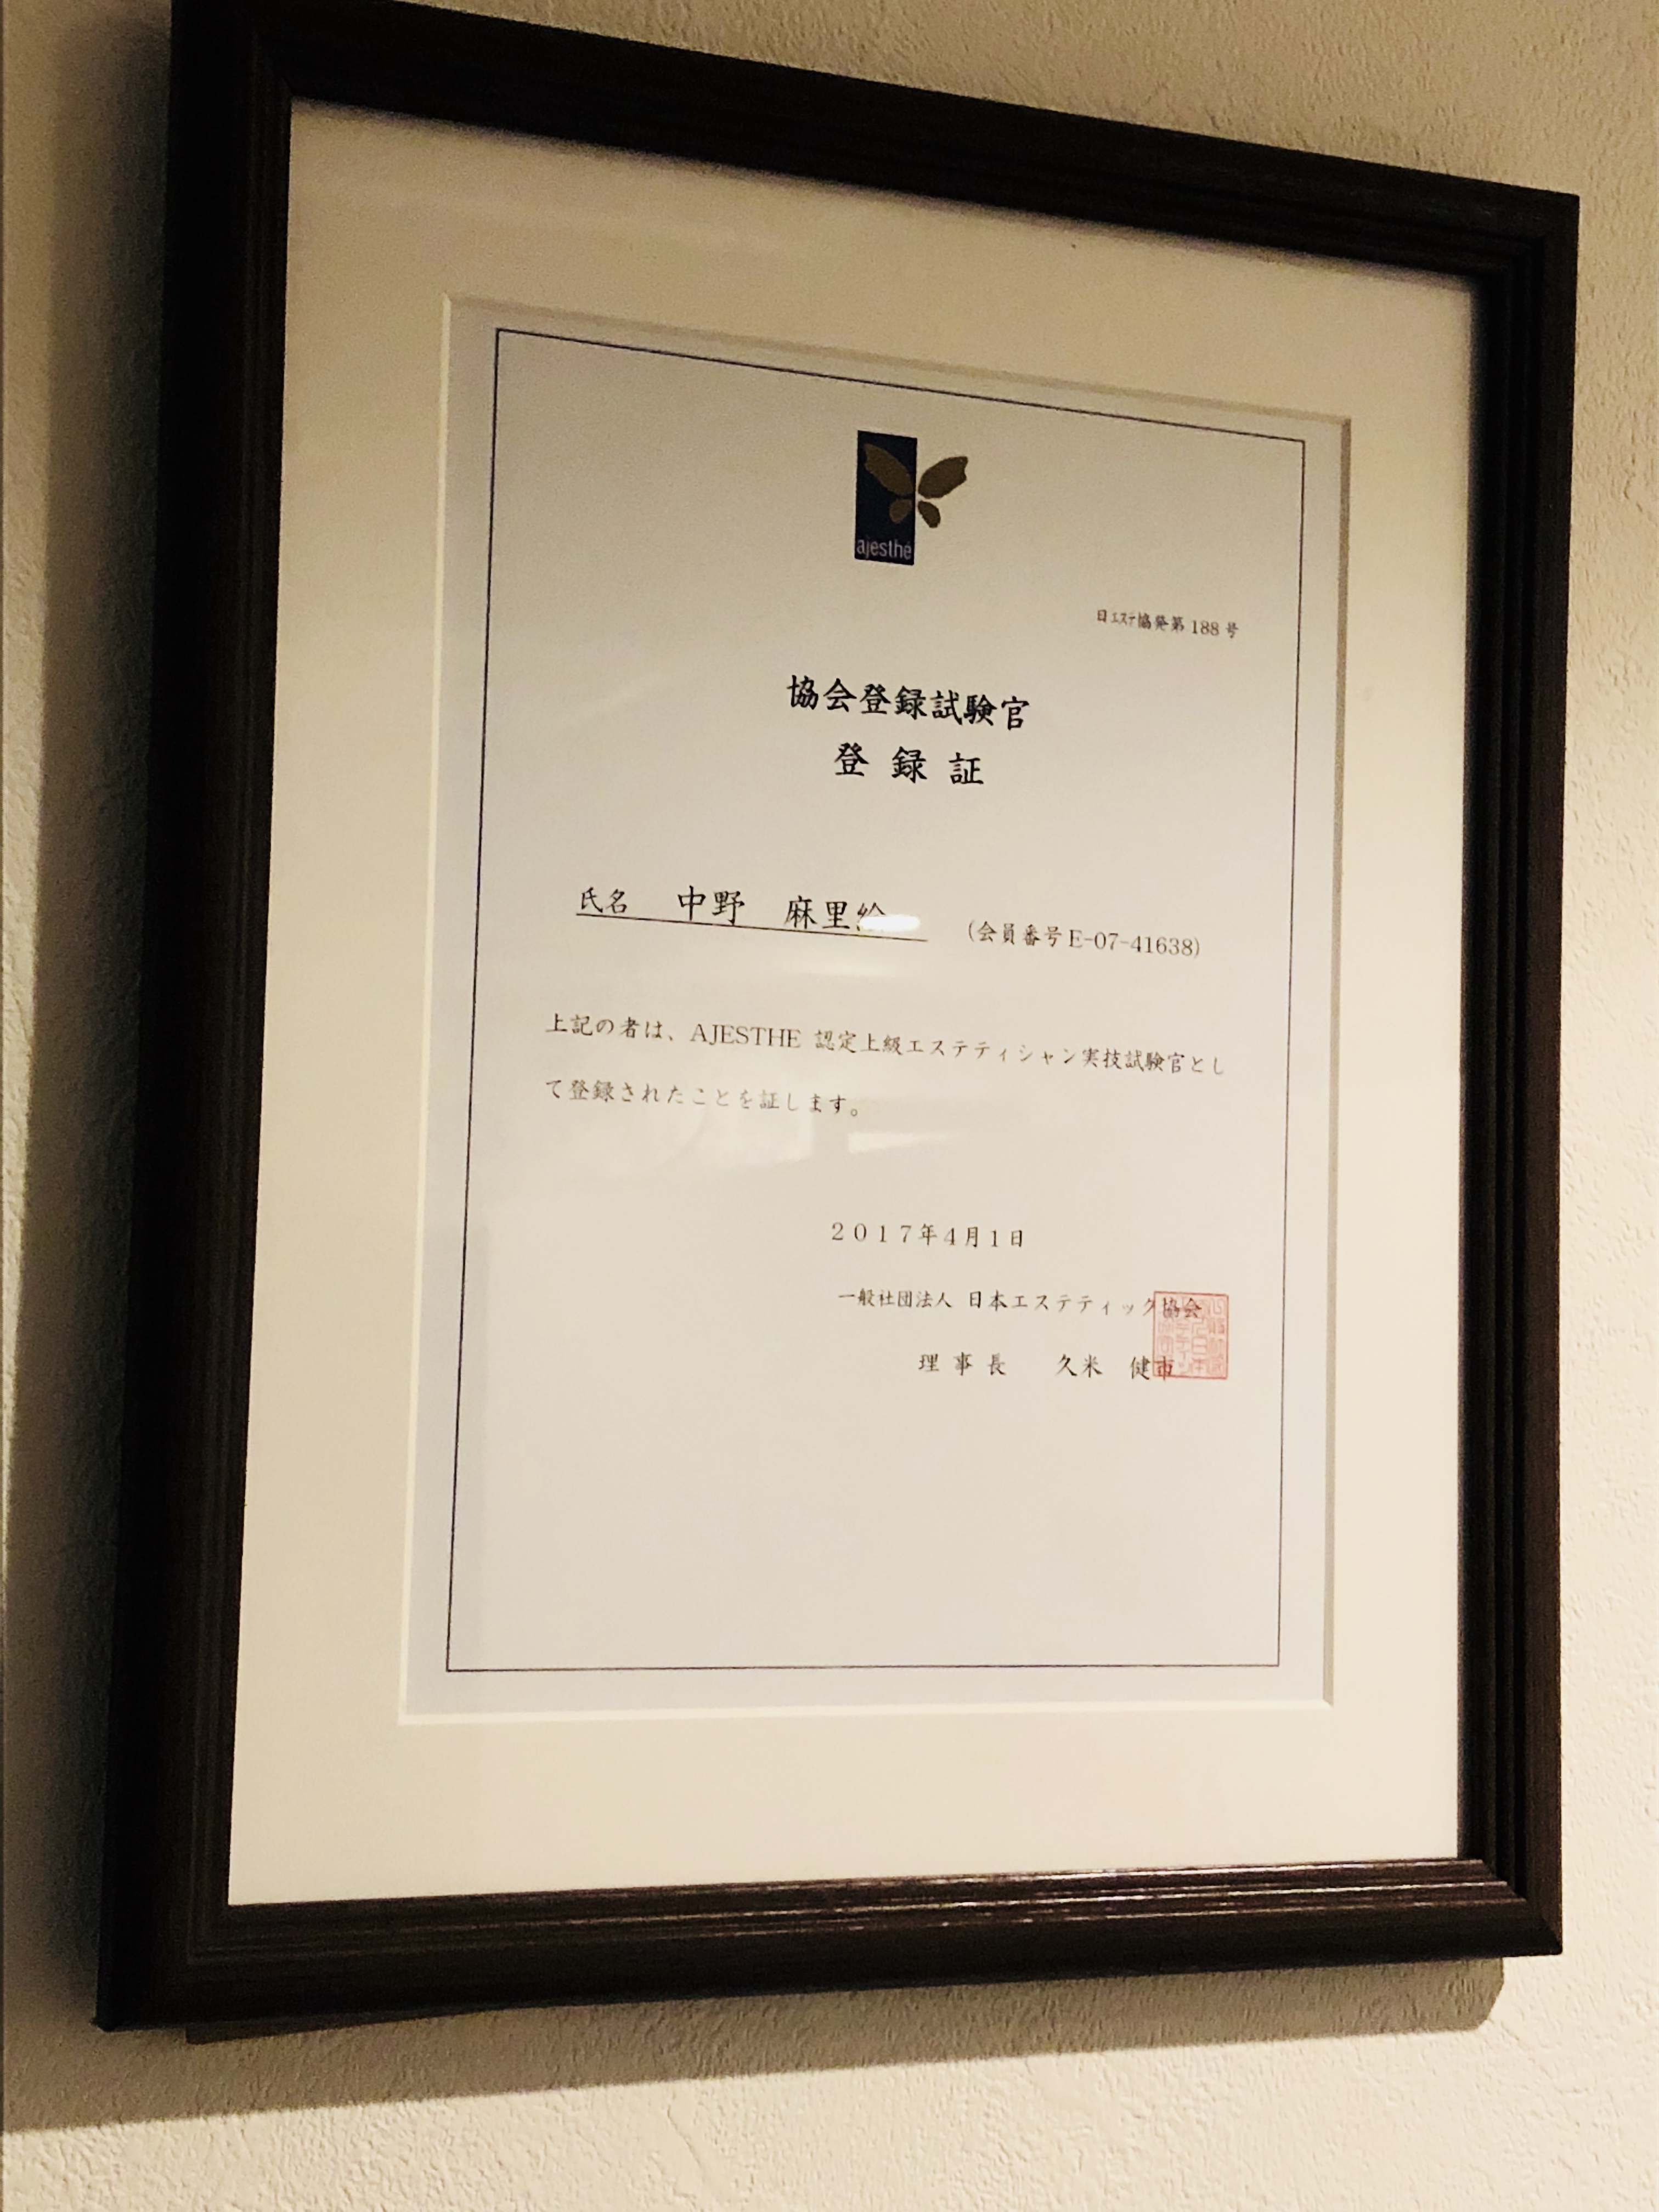 ajesthe
日エステ協発第 188 号
協会登録試験官
登 録 証
氏名　中野　麻里絵　(会員番号 E-07-41638)
上記の者は、AJESTHE 認定上級エステティシャン実技試験官とし
て登録されたことを証します。
２０１７年４月１日
一般社団法人 日本エステティック協会
理 事 長　久米　健市